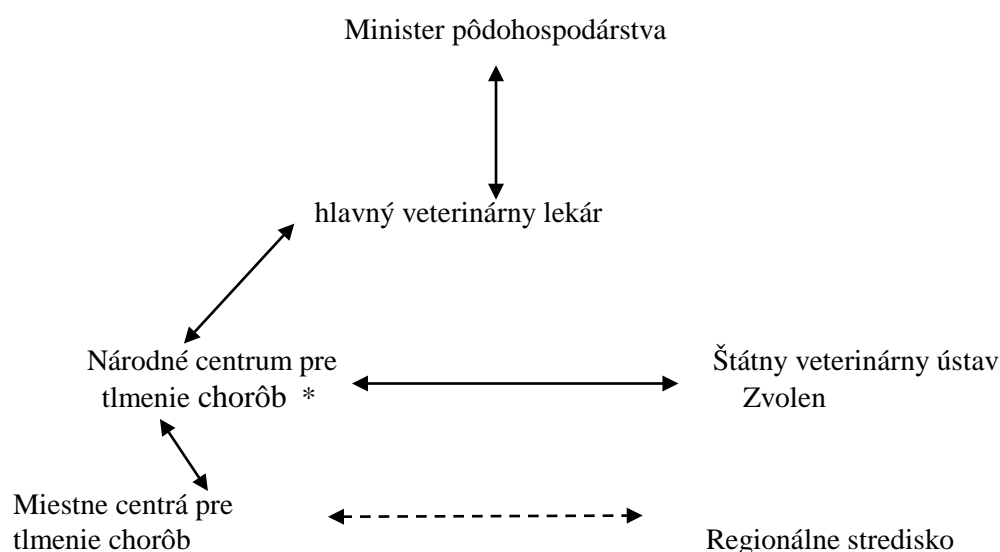 Minister pôdohospodárstva
hlavný veterinárny lekár
Národné centrum pre
tlmenie chorôb *
Štátny veterinárny ústav
Zvolen
Miestne centrá pre
tlmenie chorôb
Regionálne stredisko